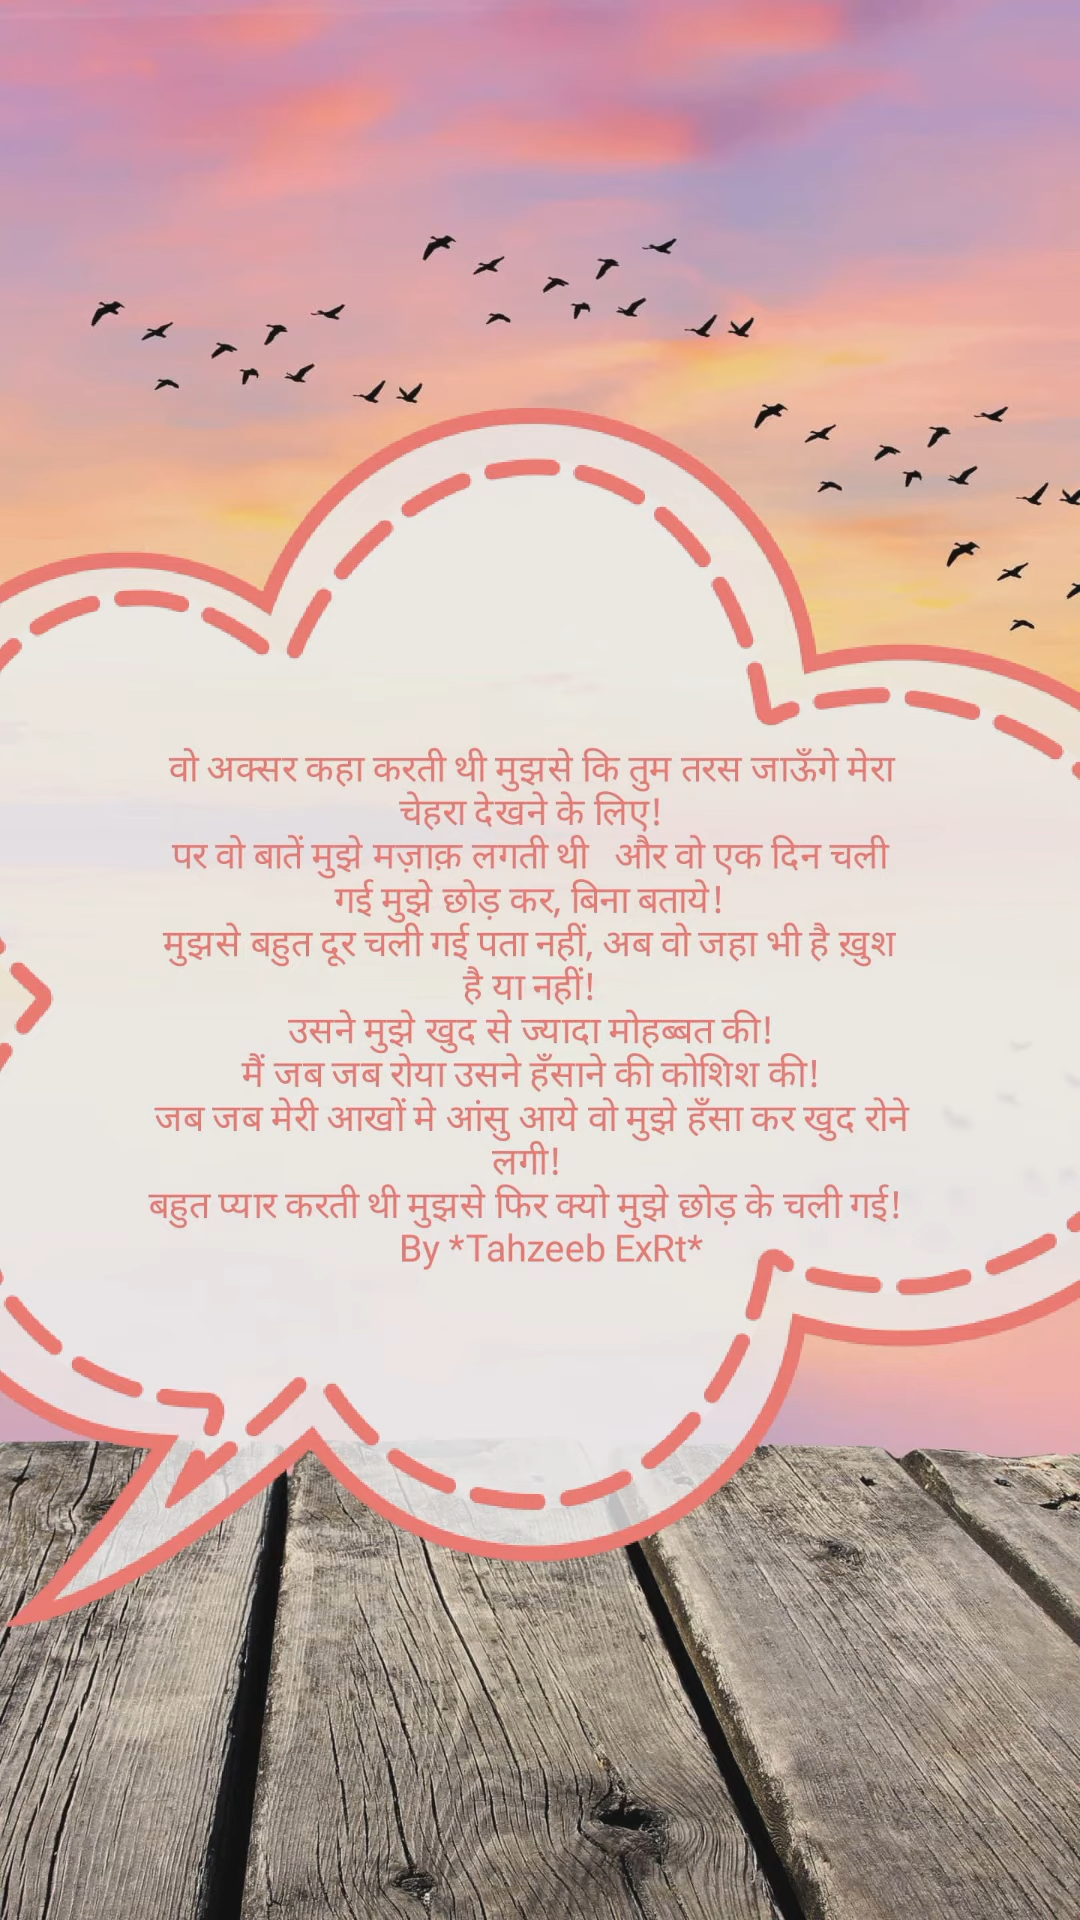 वो अक्सर कहा करती थी मुझसे कि तुम तरस जाऊँगे मेरा
चेहरा देखने के लिए!
पर वो बातें मुझे मज़ाक़ लगती थी   और वो एक दिन चली
गई मुझे छोड़ कर, बिना बताये!
मुझसे बहुत दूर चली गई पता नहीं, अब वो जहा भी है ख़ुश
है या नहीं!
उसने मुझे खुद से ज्यादा मोहब्बत की!
मैं जब जब रोया उसने हँसाने की कोशिश की!
जब जब मेरी आखों मे आंसु आये वो मुझे हँसा कर खुद रोने
लगी!
बहुत प्यार करती थी मुझसे फिर क्यो मुझे छोड़ के चली गई!
By *Tahzeeb ExRt*